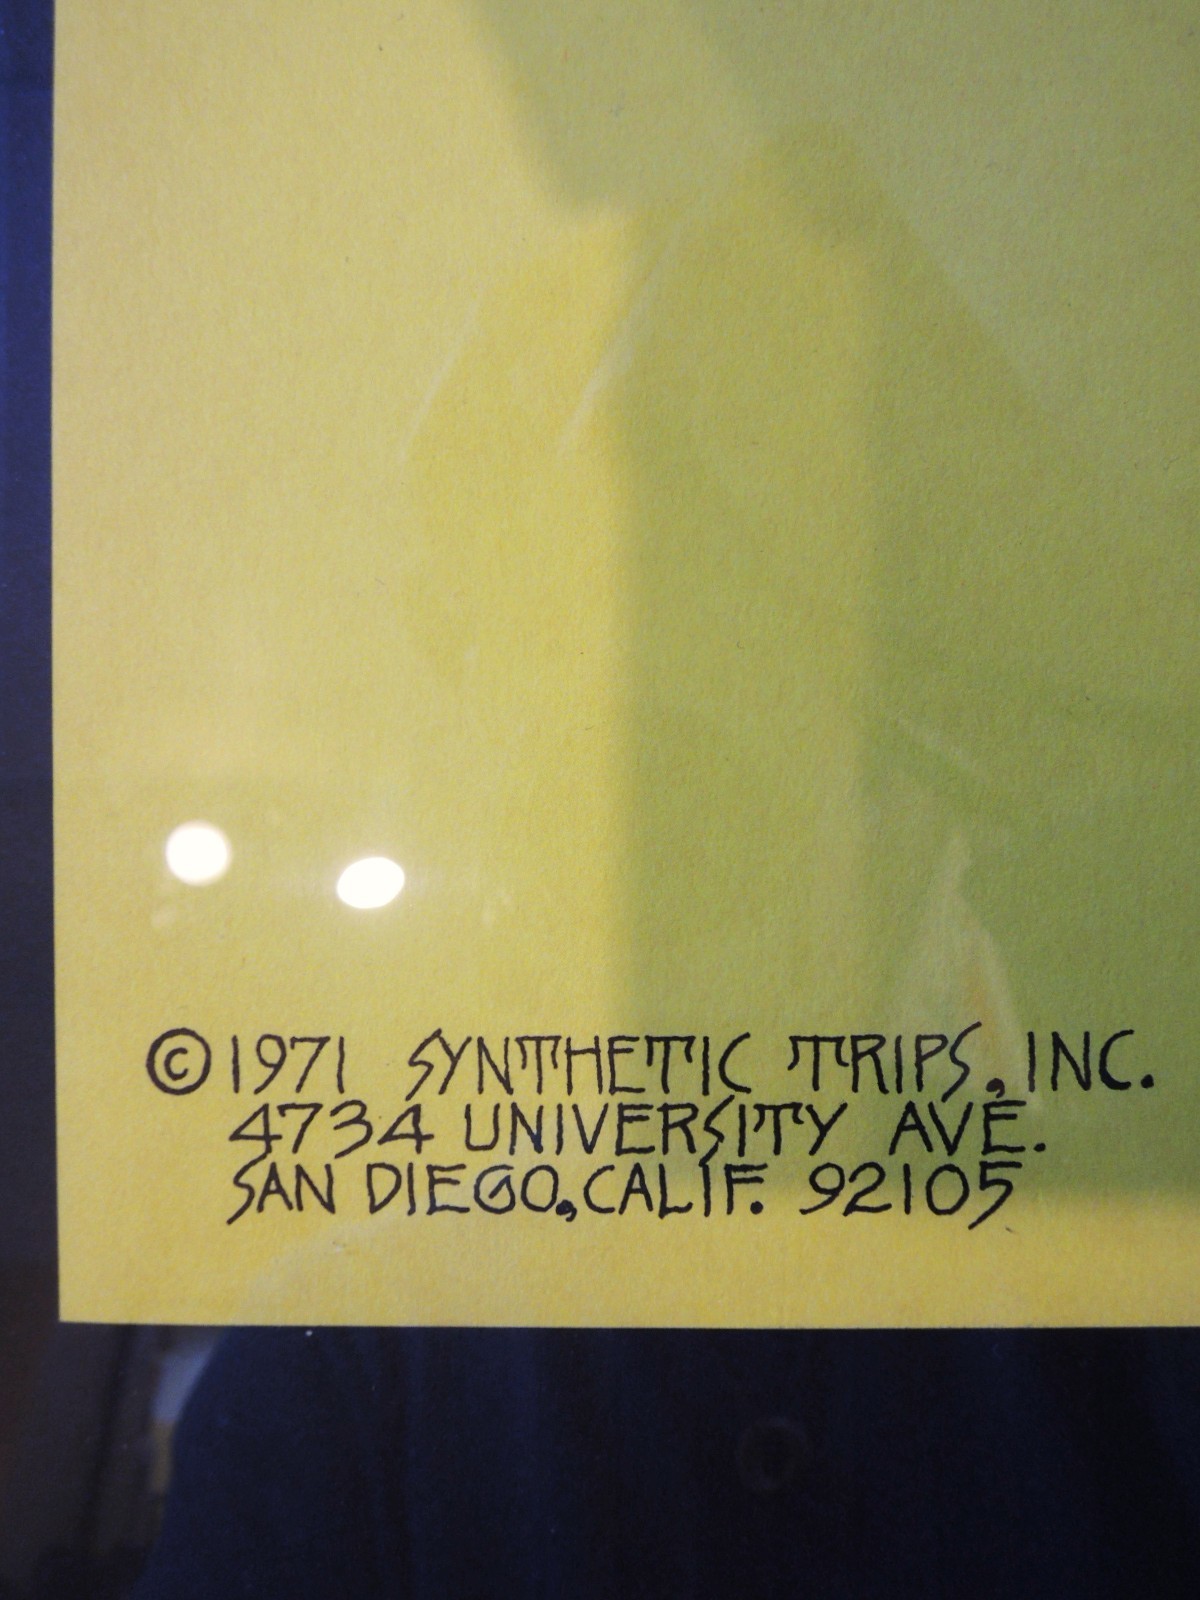 ©1971 SYNTHETIC TRIPS, INC.
4734 UNIVERSITY AVE.
SAN DIEGO, CALIF. 92105